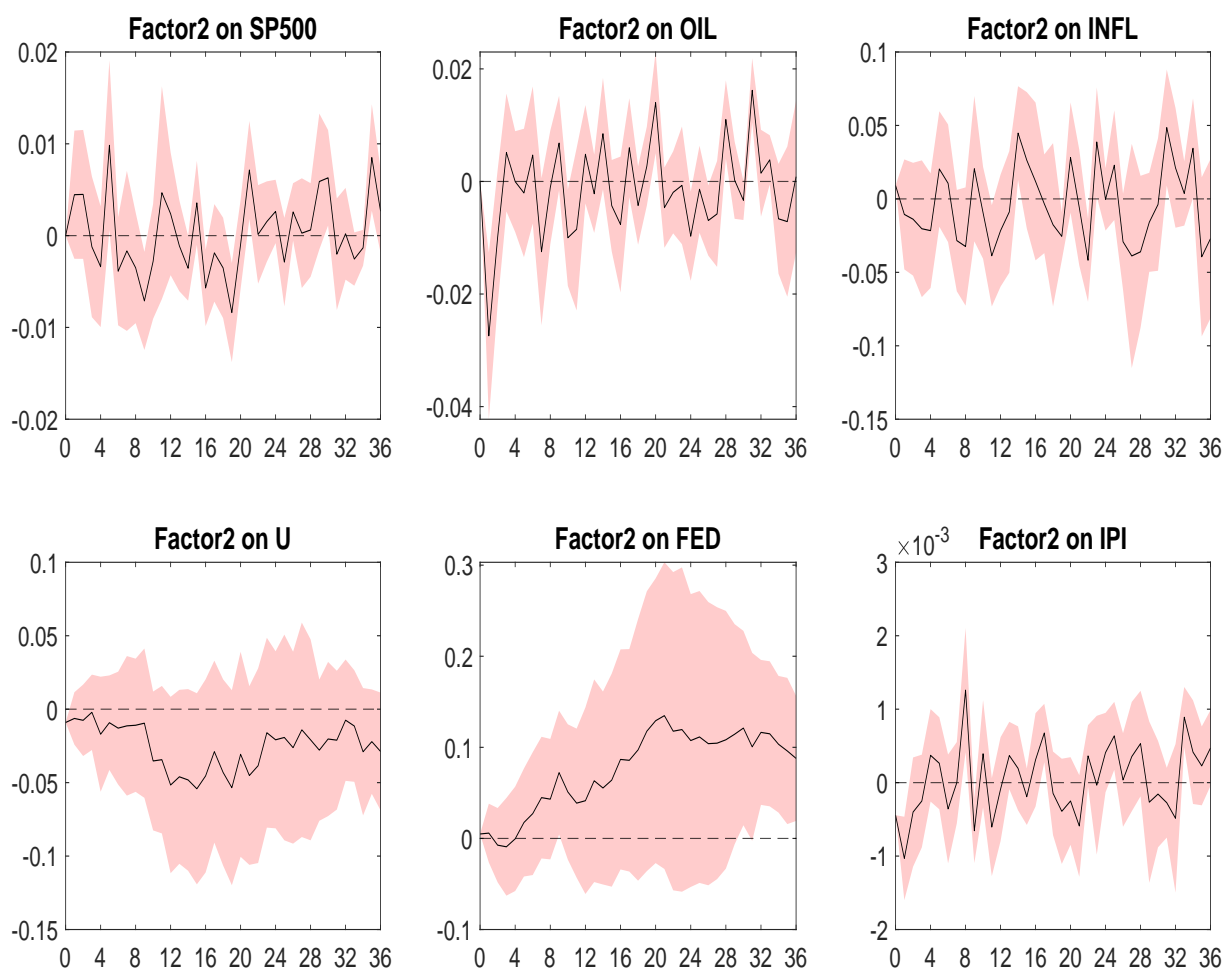 Factor2 on SP500
0.02
0.01
0
-0.01
-0.02
0 4 8 12 16 20 24 28 32 36
Factor2 on OIL
0.02
0
-0.02
-0.04
0 4 8 12 16 20 24 28 32 36
Factor2 on INFL
0.1
0.05
0
-0.05
-0.1
-0.15
0 4 8 12 16 20 24 28 32 36
Factor2 on U
0.1
0.05
0
-0.05
-0.1
-0.15
0 4 8 12 16 20 24 28 32 36
Factor2 on FED
0.3
0.2
0.1
0
-0.1
0 4 8 12 16 20 24 28 32 36
Factor2 on IPI
×10⁻³
3
2
1
0
-1
-2
0 4 8 12 16 20 24 28 32 36